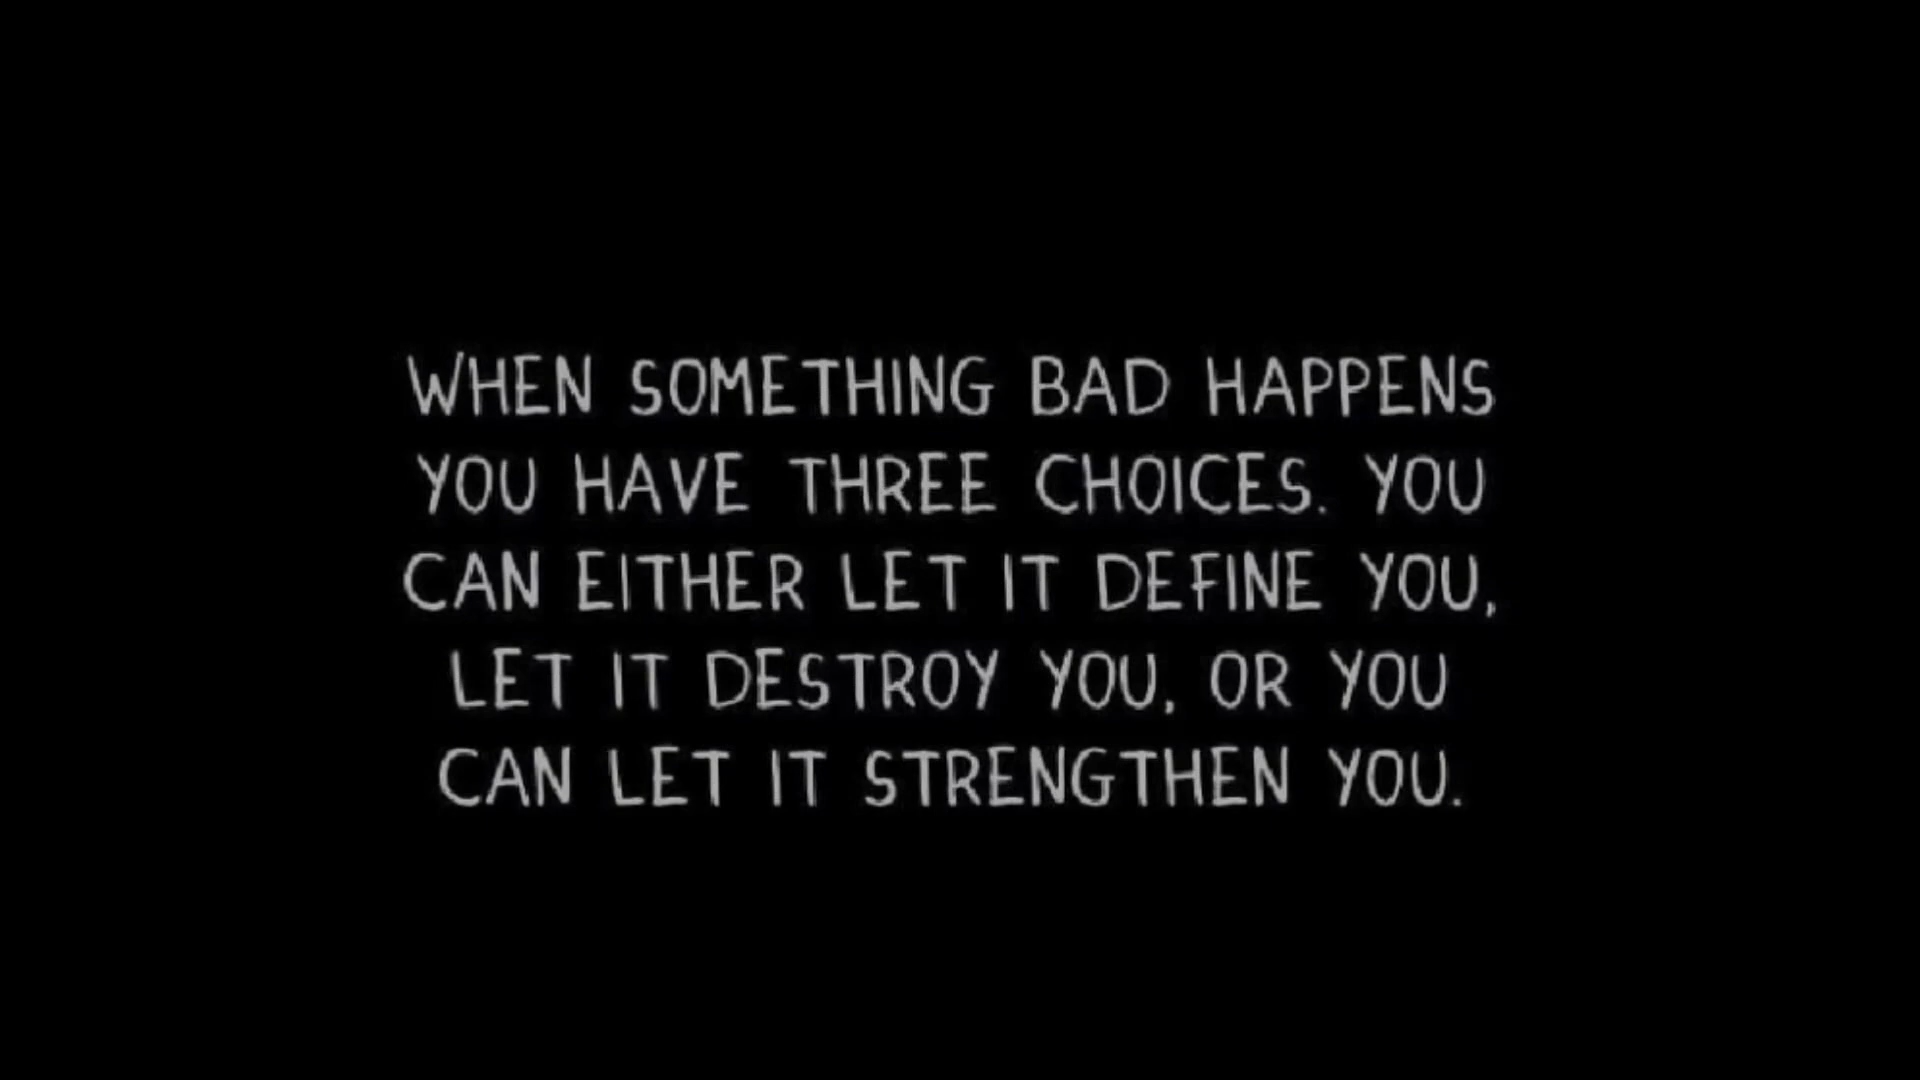 WHEN SOMETHING BAD HAPPENS
YOU HAVE THREE CHOICES. YOU
CAN EITHER LET IT DEFINE YOU,
LET IT DESTROY YOU, OR YOU
CAN LET IT STRENGTHEN YOU.